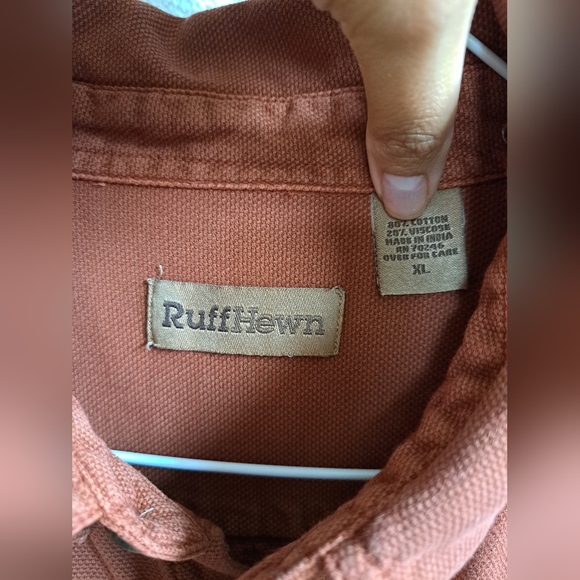 80% COTTON
20% VISCOSE
MADE IN INDIA
RN 70246
OVER FOR CARE
XL
RuffHewn